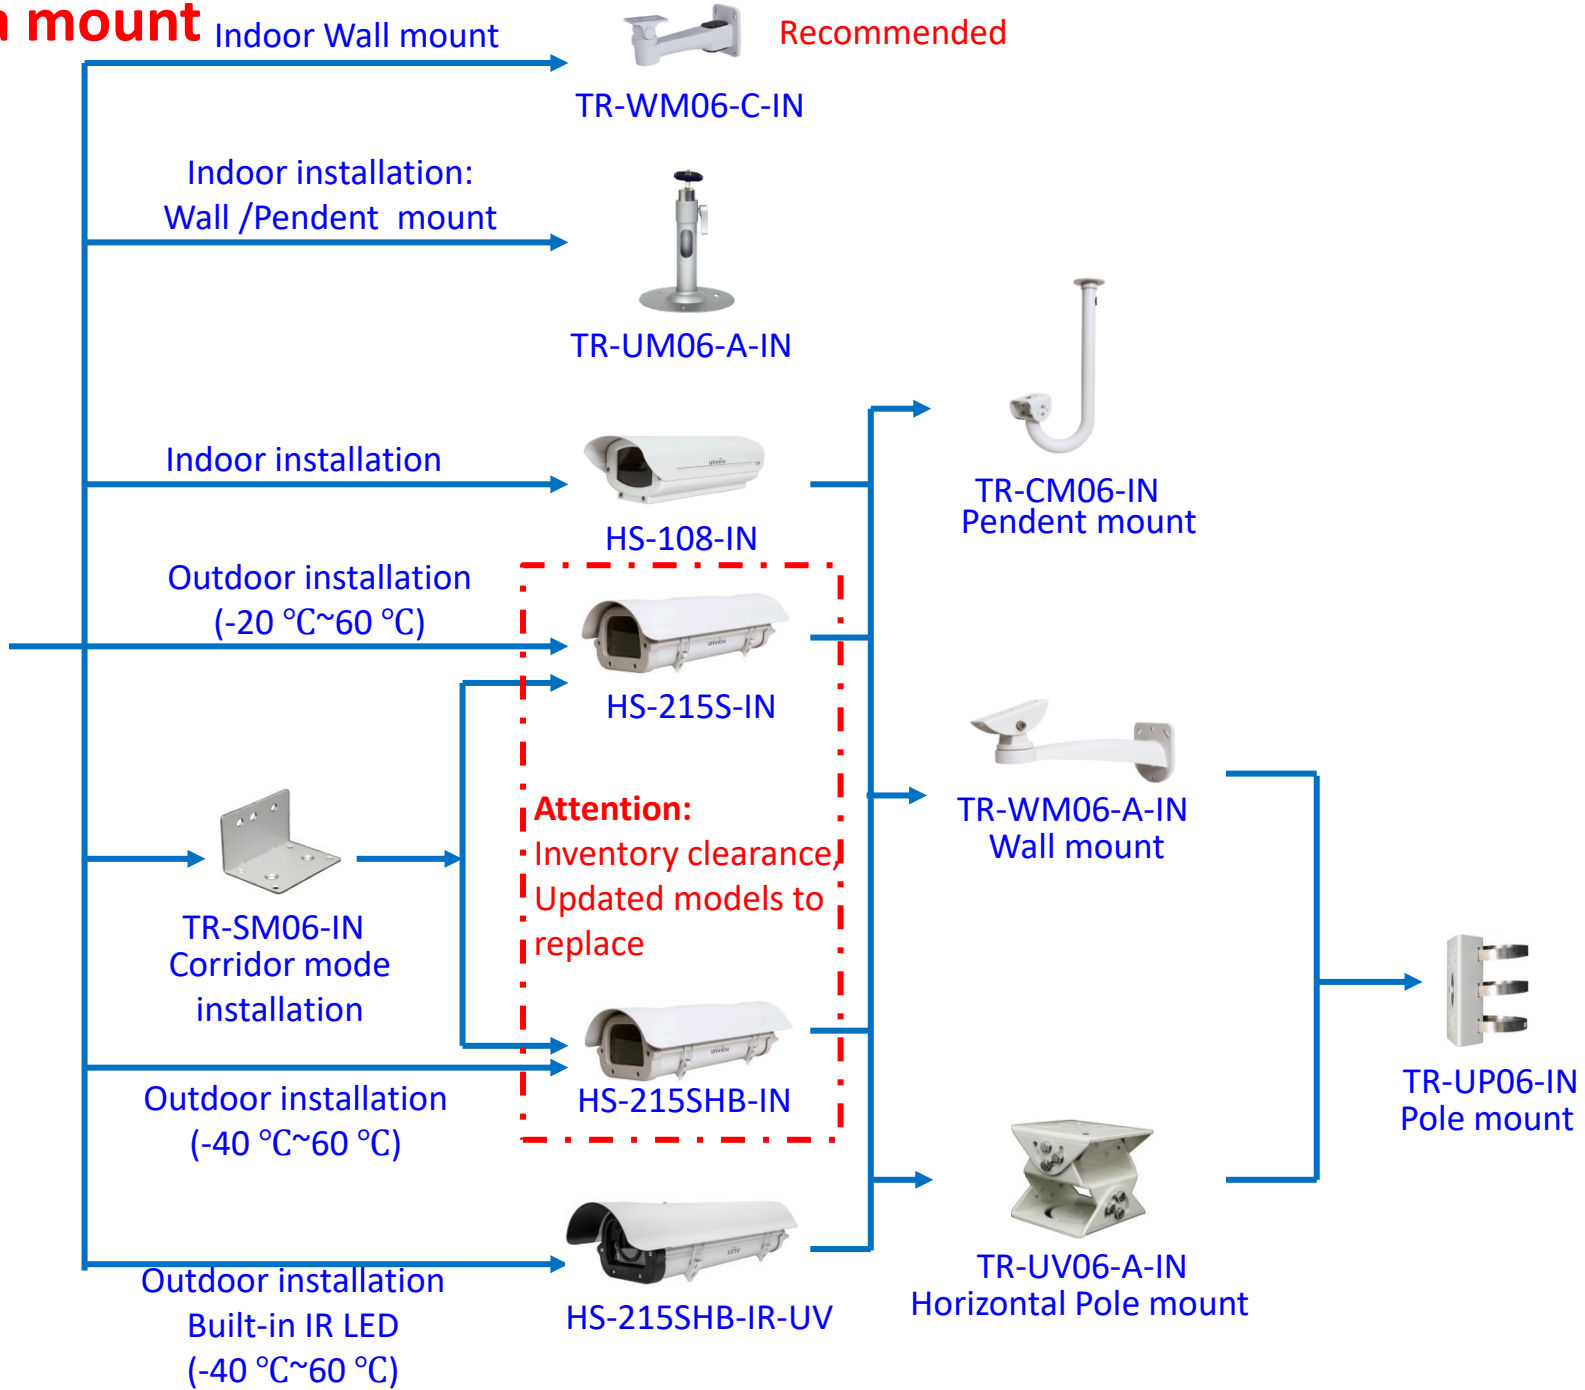 a mount
Indoor Wall mount
Recommended
TR-WM06-C-IN
Indoor installation:
Wall /Pendent mount
TR-UM06-A-IN
Indoor installation
uniview
HS-108-IN
TR-CM06-IN
Pendent mount
Outdoor installation
(-20 ℃~60 ℃)
uniview
HS-215S-IN
Attention:
Inventory clearance,
Updated models to
replace
TR-WM06-A-IN
Wall mount
TR-SM06-IN
Corridor mode
installation
uniview
HS-215SHB-IN
Outdoor installation
(-40 ℃~60 ℃)
TR-UP06-IN
Pole mount
unv
HS-215SHB-IR-UV
Outdoor installation
Built-in IR LED
(-40 ℃~60 ℃)
TR-UV06-A-IN
Horizontal Pole mount